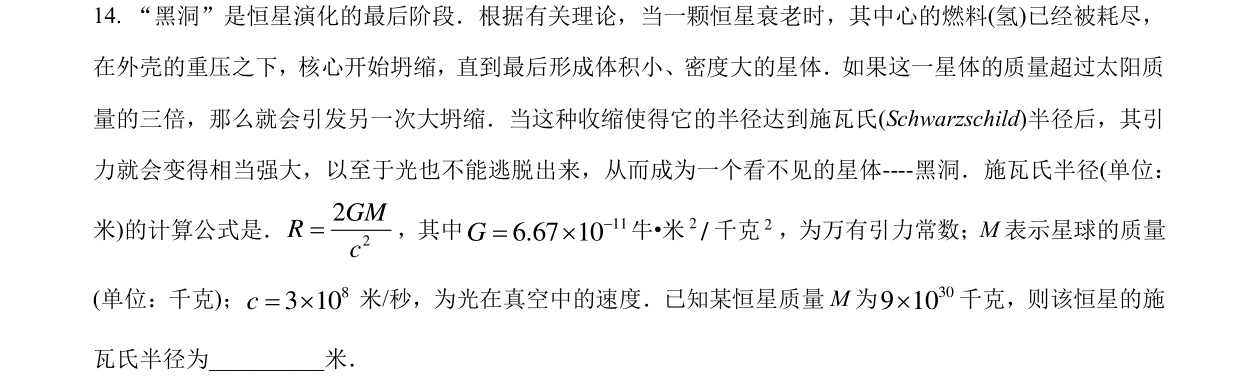 14. “黑洞”是恒星演化的最后阶段．根据有关理论，当一颗恒星衰老时，其中心的燃料(氢)已经被耗尽，
在外壳的重压之下，核心开始坍缩，直到最后形成体积小、密度大的星体．如果这一星体的质量超过太阳质
量的三倍，那么就会引发另一次大坍缩．当这种收缩使得它的半径达到施瓦氏(Schwarzschild)半径后，其引
力就会变得相当强大，以至于光也不能逃脱出来，从而成为一个看不见的星体----黑洞．施瓦氏半径(单位：
米)的计算公式是．R = \frac{2GM}{c^2}，其中 G = 6.67×10⁻¹¹ 牛•米² / 千克²，为万有引力常数；M 表示星球的质量
(单位：千克)；c = 3×10⁸ 米/秒，为光在真空中的速度．已知某恒星质量 M 为 9×10³⁰ 千克，则该恒星的施
瓦氏半径为__________米．